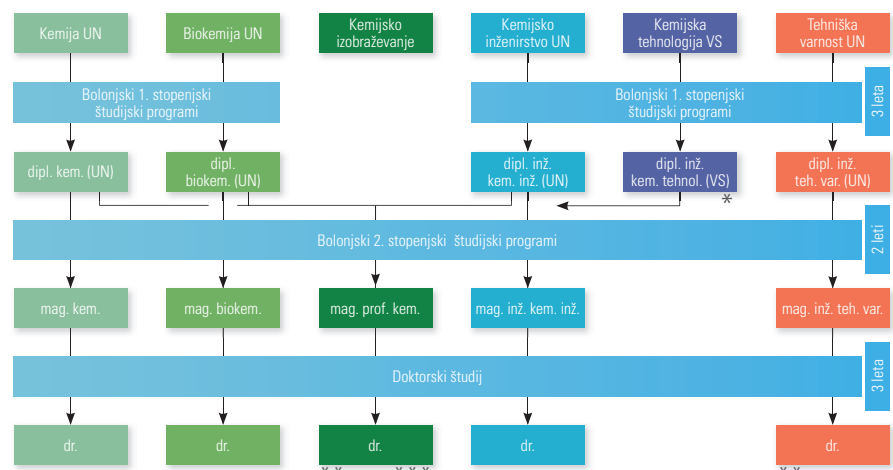 Kemija UN
Biokemija UN
Kemijsko
izobraževanje
Kemijsko
inženirstvo UN
Kemijska
tehnologija VS
Tehniška
varnost UN
Bolonjski 1. stopenjski
študijski programi
Bolonjski 1. stopenjski
študijski programi
3 leta
dipl. kem. (UN)
dipl.
biokem. (UN)
dipl. inž.
kem. inž. (UN)
dipl. inž.
kem. tehnol. (VS)
*
dipl. inž.
teh. var. (UN)
Bolonjski 2. stopenjski študijski programi
2 leti
mag. kem.
mag. biokem.
mag. prof. kem.
mag. inž. kem. inž.
mag. inž. teh. var.
Doktorski študij
3 leta
dr.
dr.
dr.
dr.
dr.
** ***
**